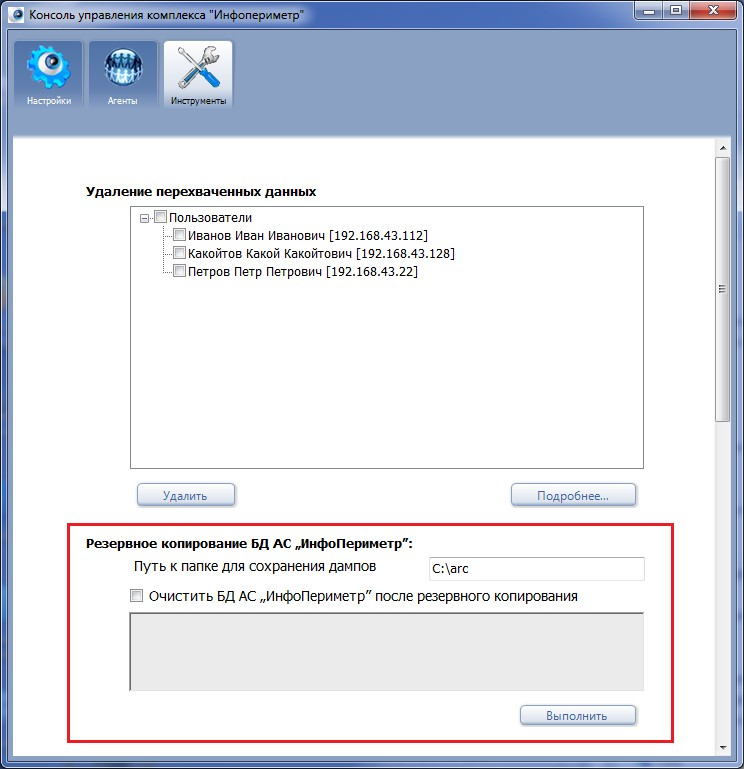 Консоль управления комплекса "Инфопериметр"
Настройки
Агенты
Инструменты
Удаление перехваченных данных
Пользователи
Иванов Иван Иванович [192.168.43.112]
Какойтов Какой Какойтович [192.168.43.128]
Петров Петр Петрович [192.168.43.22]
Удалить
Подробнее...
Резервное копирование БД АС „ИнфоПериметр”:
Путь к папке для сохранения дампов
C:\arc
Очистить БД АС „ИнфоПериметр” после резервного копирования
Выполнить